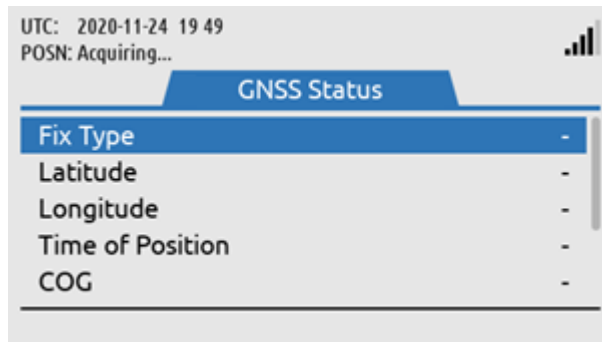 UTC: 2020-11-24 19 49
POSN: Acquiring...
GNSS Status
Fix Type -
Latitude -
Longitude -
Time of Position -
COG -